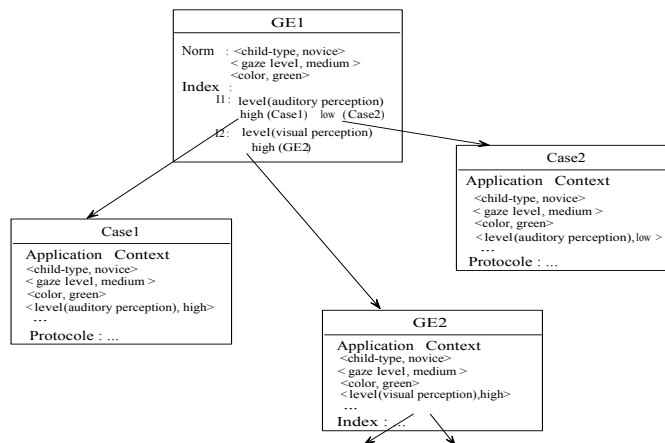 GE1
Norm : <child-type, novice>
< gaze level, medium >
<color, green>
Index :
I1 : level(auditory perception)
high (Case1) low (Case2)
I2: level(visual perception)
high (GE2)
Case2
Application Context
<child-type, novice>
< gaze level, medium >
<color, green>
<level(auditory perception),low >
...
Protocole : ...
Case1
Application Context
<child-type, novice>
< gaze level, medium >
<color, green>
<level(auditory perception), high>
...
Protocole : ...
GE2
Application Context
<child-type, novice>
< gaze level, medium >
<color, green>
<level(visual perception),high>
...
Index : ...